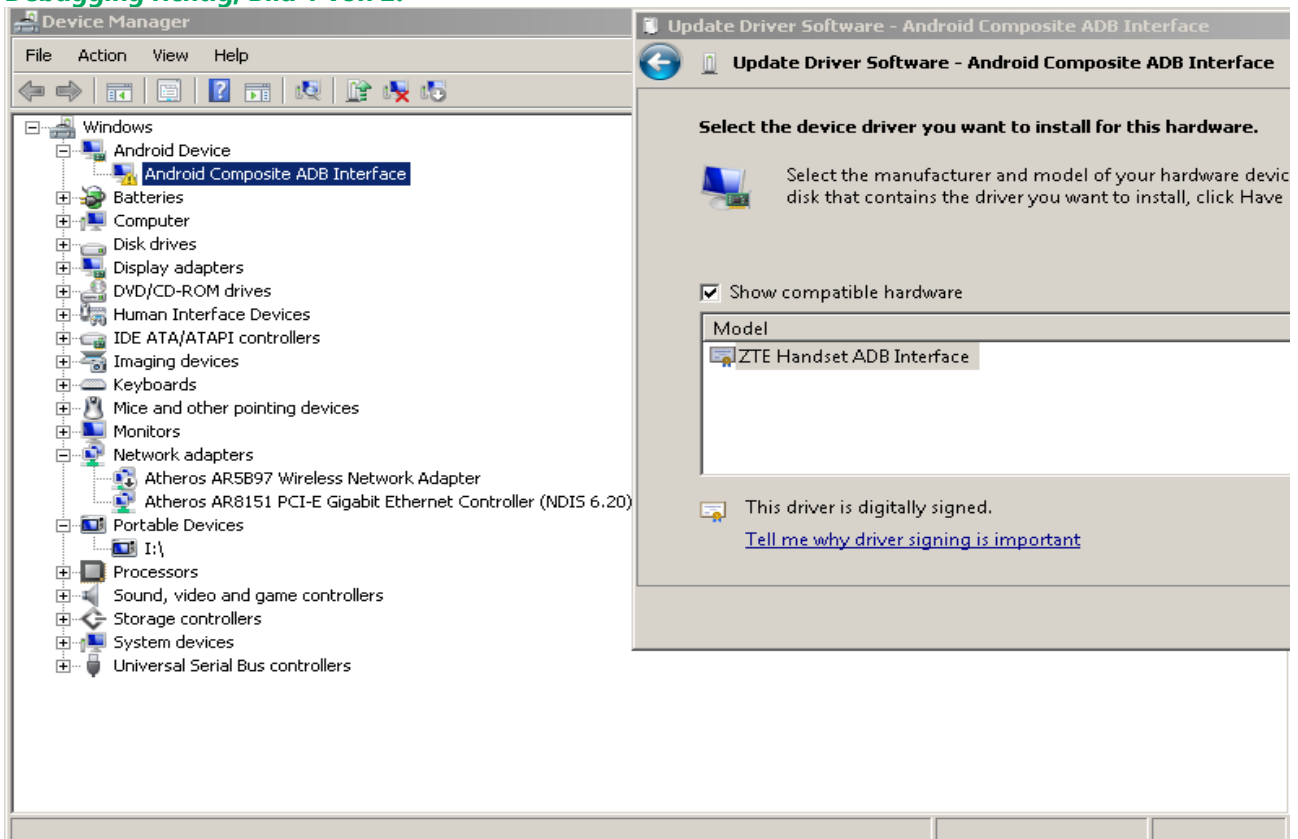 Device Manager
File Action View Help
Windows
Android Device
Android Composite ADB Interface
Batteries
Computer
Disk drives
Display adapters
DVD/CD-ROM drives
Human Interface Devices
IDE ATA/ATAPI controllers
Imaging devices
Keyboards
Mice and other pointing devices
Monitors
Network adapters
Atheros AR5B97 Wireless Network Adapter
Atheros AR8151 PCI-E Gigabit Ethernet Controller (NDIS 6.20)
Portable Devices
I:\
Processors
Sound, video and game controllers
Storage controllers
System devices
Universal Serial Bus controllers
Update Driver Software - Android Composite ADB Interface
Update Driver Software - Android Composite ADB Interface
Select the device driver you want to install for this hardware.
Select the manufacturer and model of your hardware devic
disk that contains the driver you want to install, click Have
Show compatible hardware
Model
ZTE Handset ADB Interface
This driver is digitally signed.
Tell me why driver signing is important